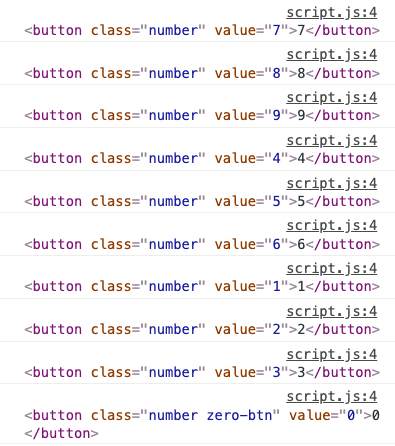 script.js:4
<button class="number" value="7">7</button>
script.js:4
<button class="number" value="8">8</button>
script.js:4
<button class="number" value="9">9</button>
script.js:4
<button class="number" value="4">4</button>
script.js:4
<button class="number" value="5">5</button>
script.js:4
<button class="number" value="6">6</button>
script.js:4
<button class="number" value="1">1</button>
script.js:4
<button class="number" value="2">2</button>
script.js:4
<button class="number" value="3">3</button>
script.js:4
<button class="number zero-btn" value="0">0
</button>